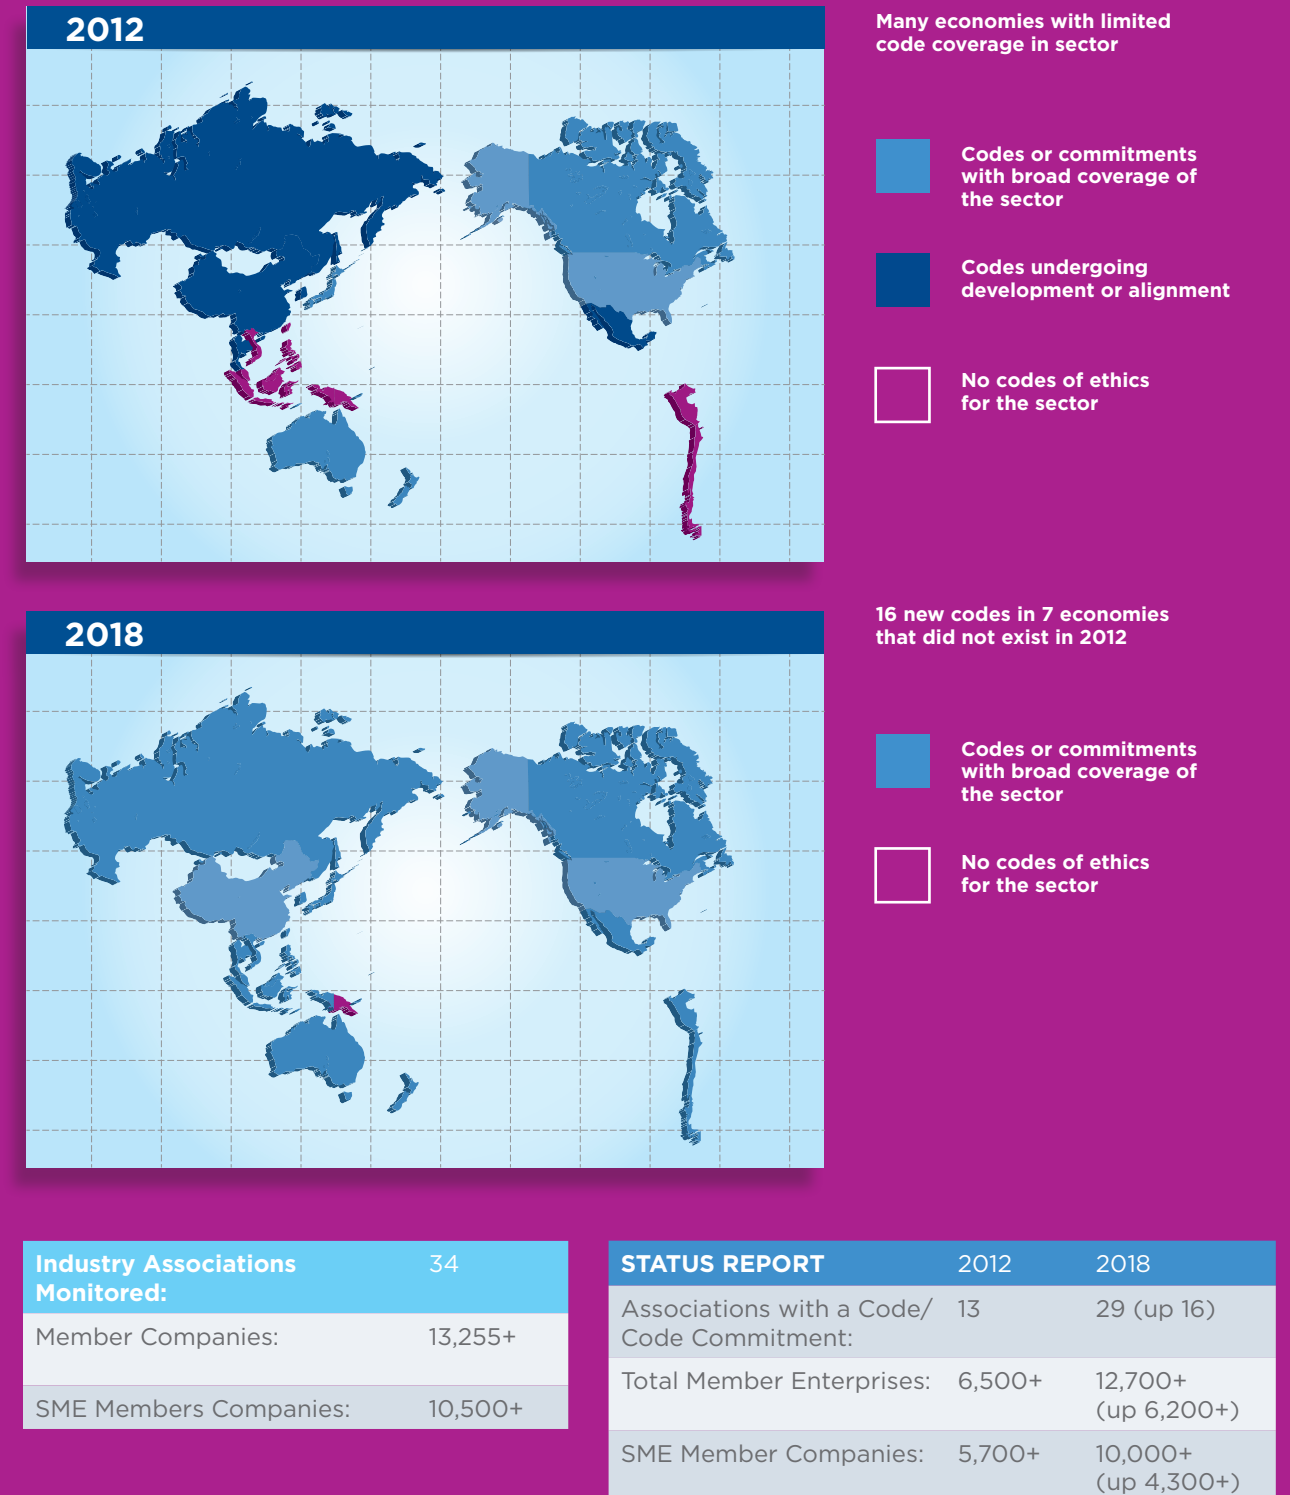 2012
Many economies with limited
code coverage in sector
Codes or commitments
with broad coverage of
the sector
Codes undergoing
development or alignment
No codes of ethics
for the sector
2018
16 new codes in 7 economies
that did not exist in 2012
Codes or commitments
with broad coverage of
the sector
No codes of ethics
for the sector
Industry Associations 34
Monitored:
Member Companies: 13,255+
SME Members Companies: 10,500+
STATUS REPORT 2012 2018
Associations with a Code/ 13 29 (up 16)
Code Commitment:
Total Member Enterprises: 6,500+ 12,700+
(up 6,200+)
SME Member Companies: 5,700+ 10,000+
(up 4,300+)